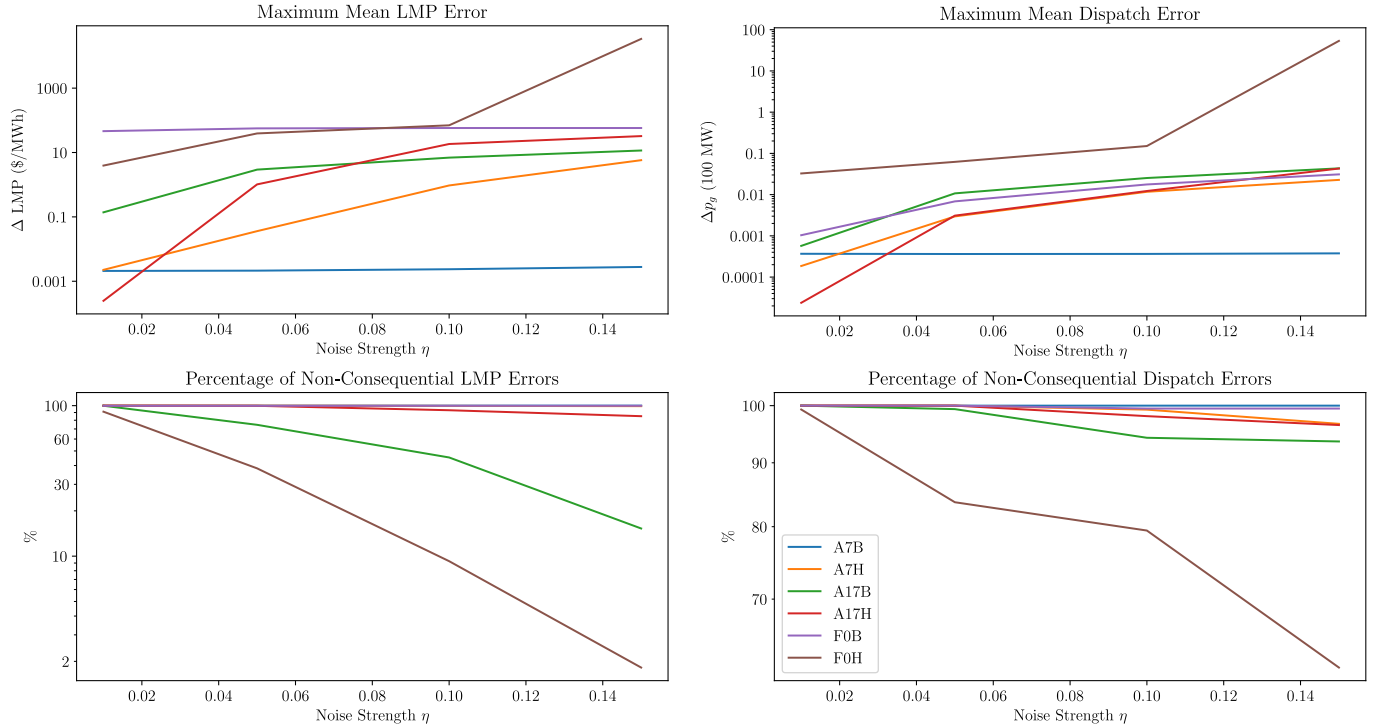 Maximum Mean LMP Error
Δ LMP ($/MWh)
1000
10
0.1
0.001
0.02 0.04 0.06 0.08 0.10 0.12 0.14
Noise Strength η
Maximum Mean Dispatch Error
Δp_g (100 MW)
100
10
1
0.1
0.01
0.001
0.0001
0.02 0.04 0.06 0.08 0.10 0.12 0.14
Noise Strength η
Percentage of Non-Consequential LMP Errors
%
100
60
30
10
2
0.02 0.04 0.06 0.08 0.10 0.12 0.14
Noise Strength η
Percentage of Non-Consequential Dispatch Errors
%
100
90
80
70
A7B
A7H
A17B
A17H
F0B
F0H
0.02 0.04 0.06 0.08 0.10 0.12 0.14
Noise Strength η